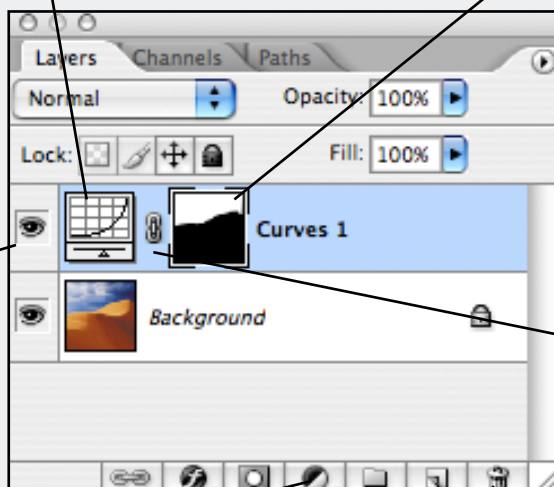 Layers Channels Paths
Normal Opacity: 100%
Lock: Fill: 100%
Curves 1
Background